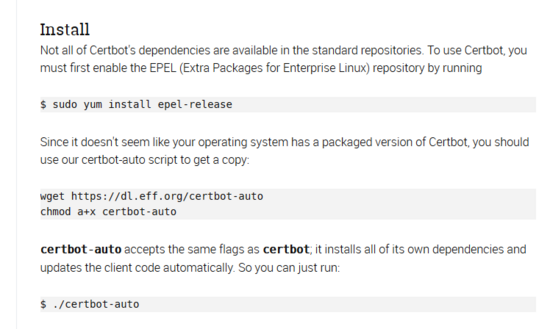 Install
Not all of Certbot's dependencies are available in the standard repositories. To use Certbot, you
must first enable the EPEL (Extra Packages for Enterprise Linux) repository by running
$ sudo yum install epel-release
Since it doesn't seem like your operating system has a packaged version of Certbot, you should
use our certbot-auto script to get a copy:
wget https://dl.eff.org/certbot-auto
chmod a+x certbot-auto
certbot-auto accepts the same flags as certbot; it installs all of its own dependencies and
updates the client code automatically. So you can just run:
$ ./certbot-auto